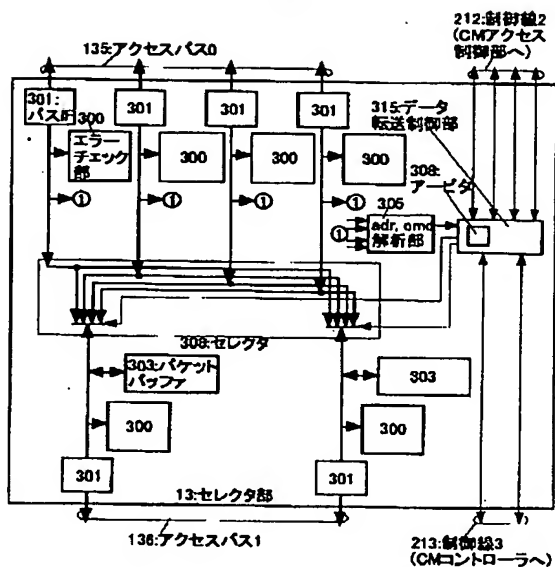 212:制御線2
(CMアクセス
制御部へ)
135:アクセスパス0
301:
パスIF
301
301
301
315:データ
転送制御部
300
エラー
チェック
部
300
300
300
308:
アービタ
305
①
①
①
①
①
adr, cmd
解析部
308:セレクタ
303:パケット
バッファ
303
300
300
301
301
13:セレクタ部
136:アクセスパス1
213:制御線3
(CMコントローラへ)